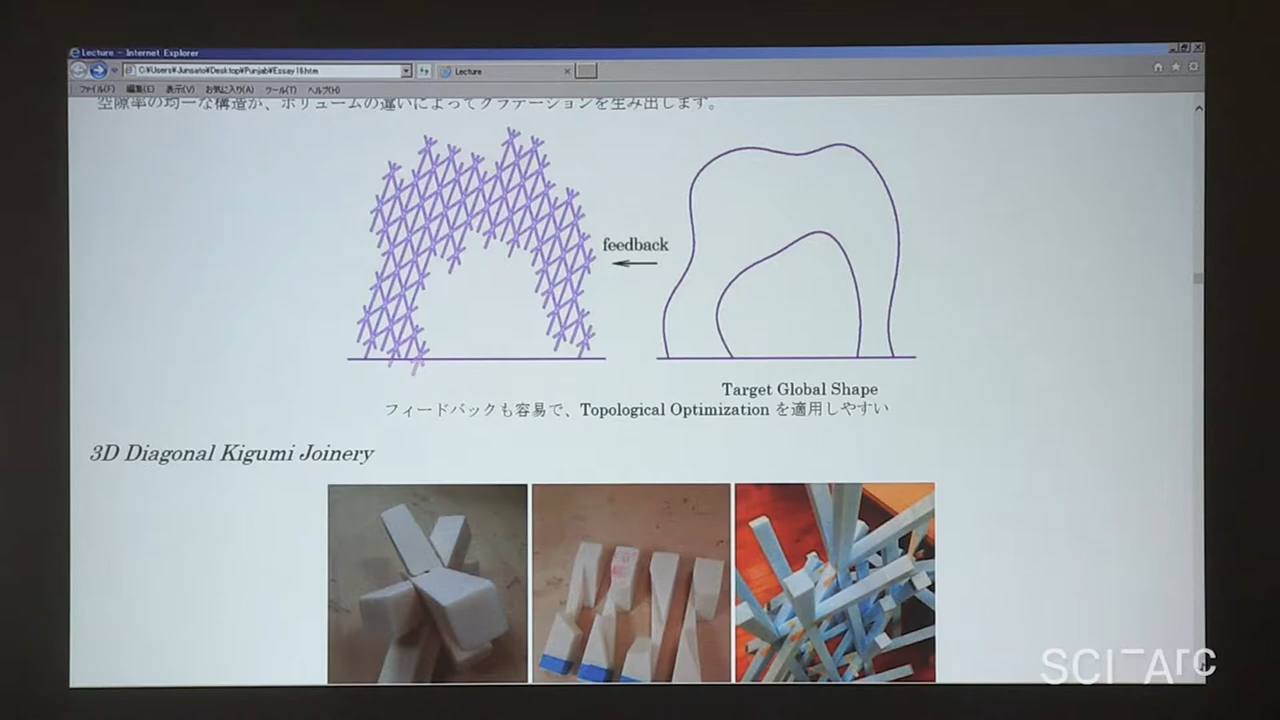 Lecture - Internet Explorer
C:¥Users¥Junsato¥Desktop¥Punjab¥Essay16.htm
Lecture
ファイル(F) 編集(E) 表示(V) お気に入り(A) ツール(T) ヘルプ(H)
空隙率の均一な構造が、ボリュームの違いによってグラデーションを生み出します。
feedback
Target Global Shape
フィードバックも容易で、Topological Optimization を適用しやすい
3D Diagonal Kigumi Joinery
SCI-Arc